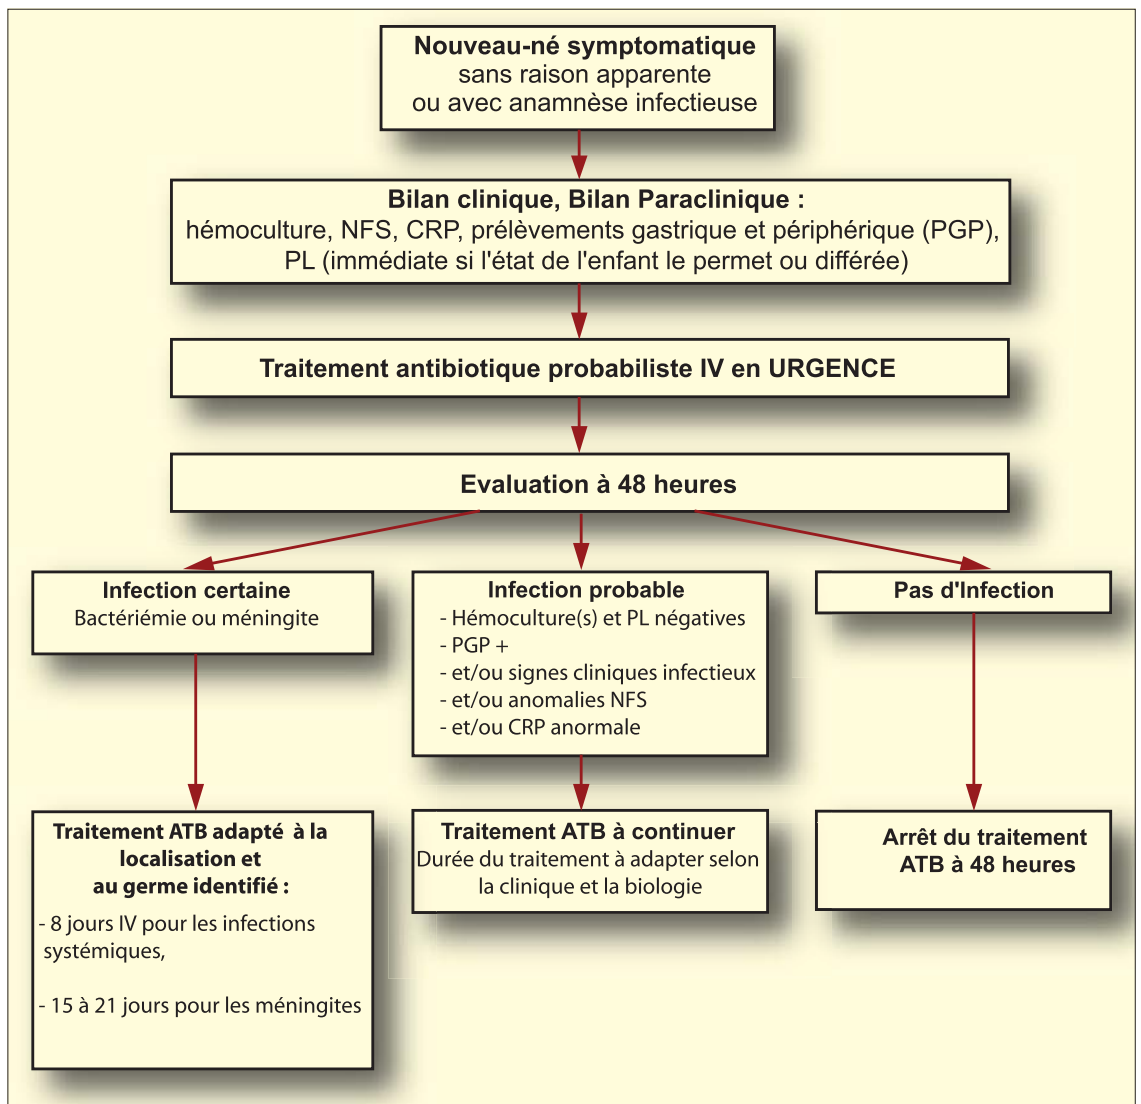 Nouveau-né symptomatique
sans raison apparente
ou avec anamnèse infectieuse
Bilan clinique, Bilan Paraclinique :
hémoculture, NFS, CRP, prélèvements gastrique et périphérique (PGP),
PL (immédiate si l'état de l'enfant le permet ou différée)
Traitement antibiotique probabiliste IV en URGENCE
Evaluation à 48 heures
Infection certaine
Bactériémie ou méningite
Infection probable
- Hémoculture(s) et PL négatives
- PGP +
- et/ou signes cliniques infectieux
- et/ou anomalies NFS
- et/ou CRP anormale
Pas d'Infection
Traitement ATB adapté à la
localisation et
au germe identifié :
- 8 jours IV pour les infections
systémiques,
- 15 à 21 jours pour les méningites
Traitement ATB à continuer
Durée du traitement à adapter selon
la clinique et la biologie
Arrêt du traitement
ATB à 48 heures